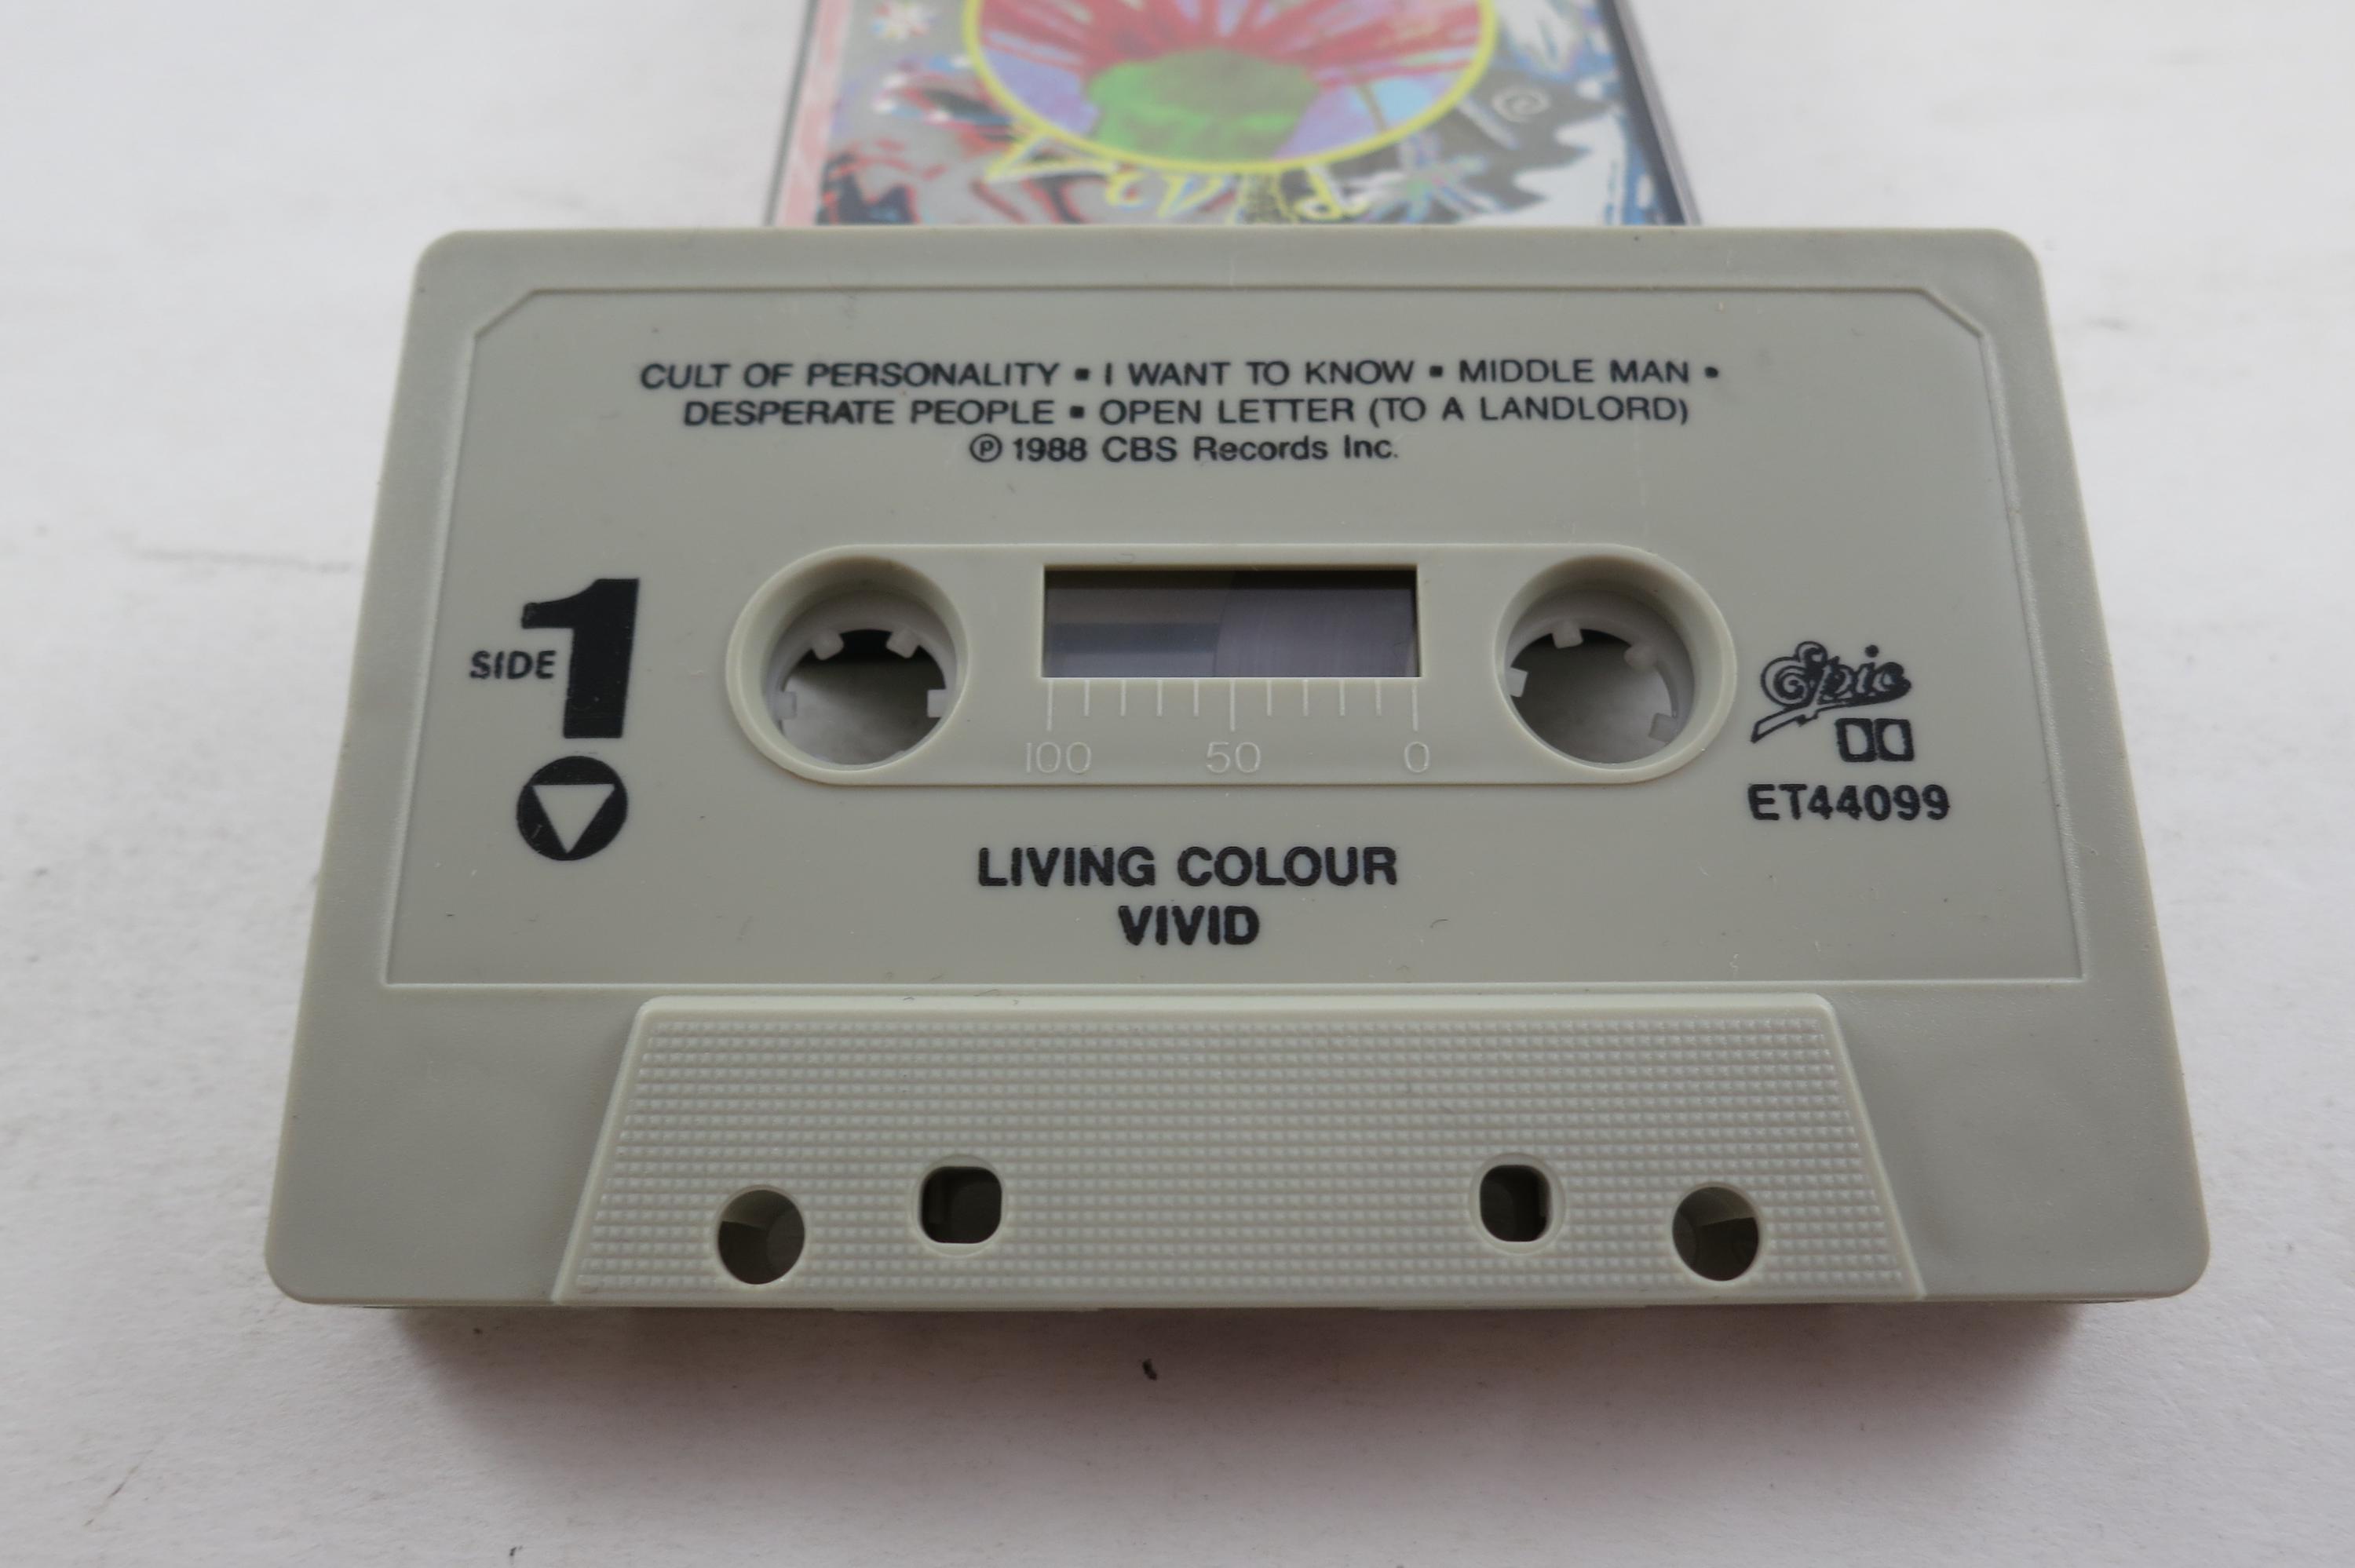 CULT OF PERSONALITY ▪ I WANT TO KNOW ▪ MIDDLE MAN ▪
DESPERATE PEOPLE ▪ OPEN LETTER (TO A LANDLORD)
℗ 1988 CBS Records Inc.
SIDE 1
100 50 0
Epic
ET44099
LIVING COLOUR
VIVID